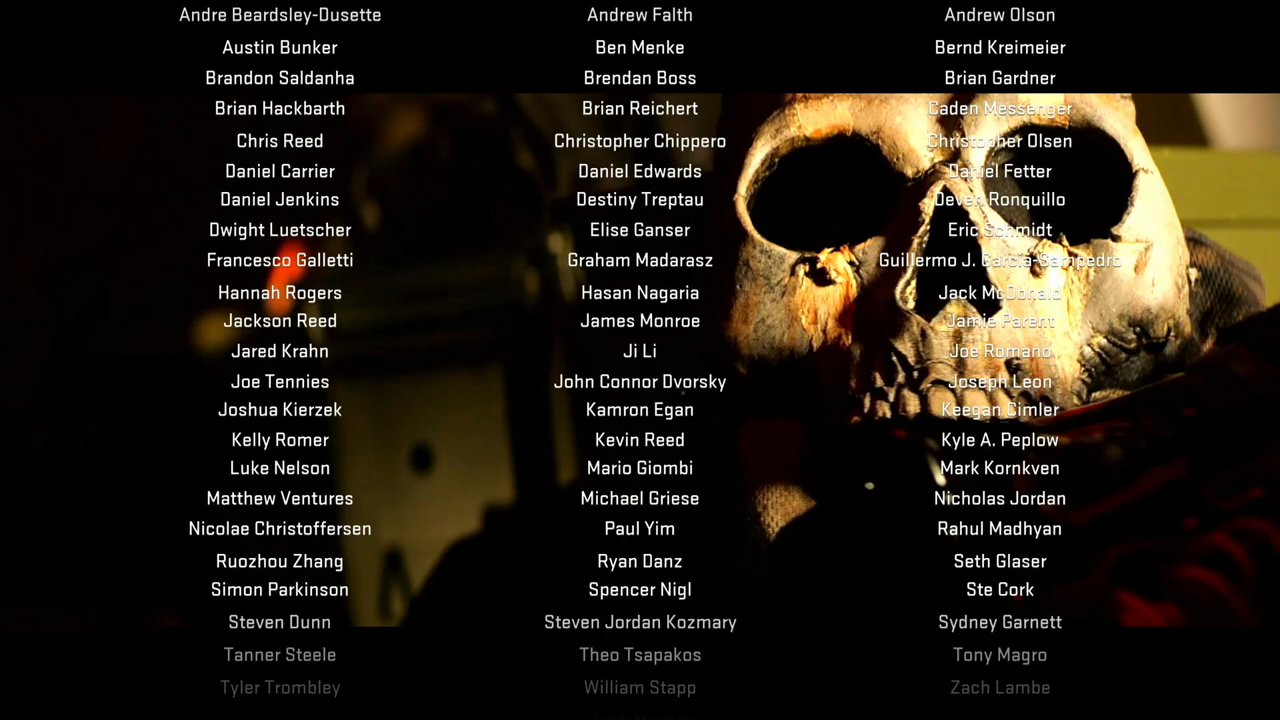 Andre Beardsley-Dusette Andrew Falth Andrew Olson
Austin Bunker Ben Menke Bernd Kreimeier
Brandon Saldanha Brendan Boss Brian Gardner
Brian Hackbarth Brian Reichert Caden Messenger
Chris Reed Christopher Chippero Christopher Olsen
Daniel Carrier Daniel Edwards Daniel Fetter
Daniel Jenkins Destiny Treptau Deven Ronquillo
Dwight Luetscher Elise Ganser Eric Schmidt
Francesco Galletti Graham Madarasz Guillermo J. Garcia-Sampedro
Hannah Rogers Hasan Nagaria Jack McDonald
Jackson Reed James Monroe Jamie Parent
Jared Krahn Ji Li Joe Romano
Joe Tennies John Connor Dvorsky Joseph Leon
Joshua Kierzek Kamron Egan Keegan Cimler
Kelly Romer Kevin Reed Kyle A. Peplow
Luke Nelson Mario Giombi Mark Kornkven
Matthew Ventures Michael Griese Nicholas Jordan
Nicolae Christoffersen Paul Yim Rahul Madhyan
Ruozhou Zhang Ryan Danz Seth Glaser
Simon Parkinson Spencer Nigl Ste Cork
Steven Dunn Steven Jordan Kozmary Sydney Garnett
Tanner Steele Theo Tsapakos Tony Magro
Tyler Trombley William Stapp Zach Lambe